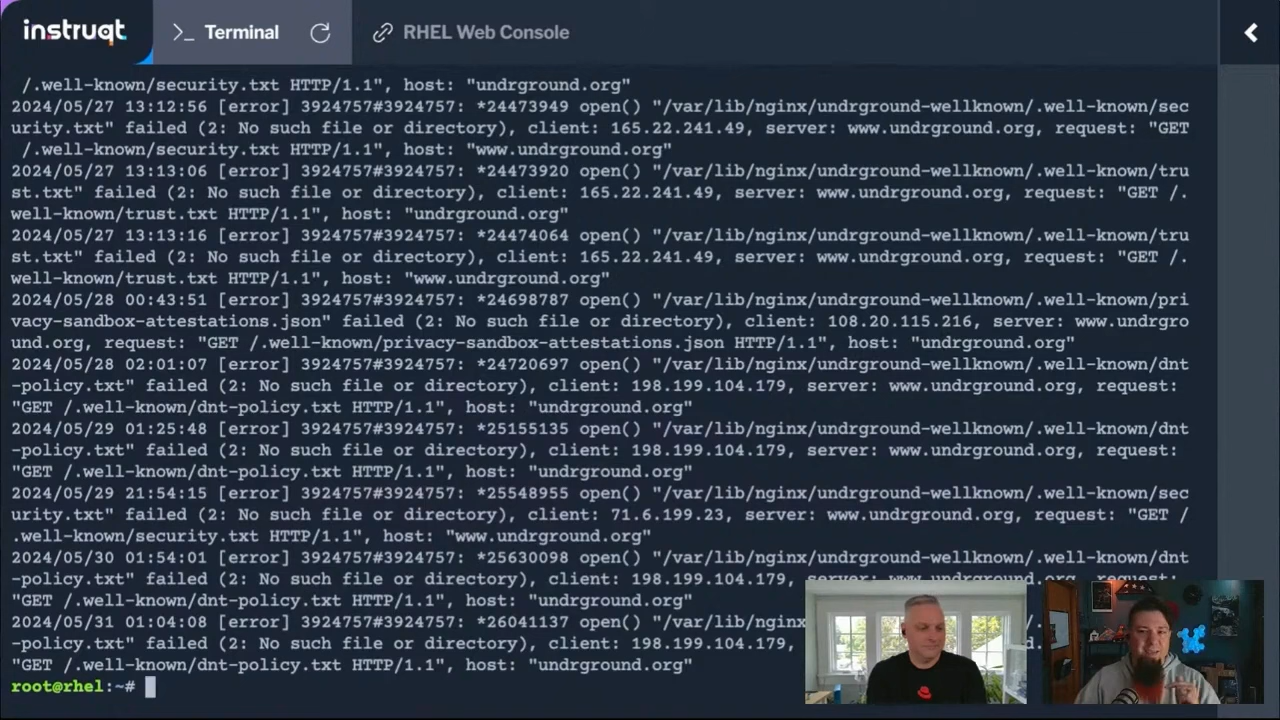 instruqt
>_ Terminal
RHEL Web Console
/.well-known/security.txt HTTP/1.1", host: "undrground.org"
2024/05/27 13:12:56 [error] 3924757#3924757: *24473949 open() "/var/lib/nginx/undrground-wellknown/.well-known/sec
urity.txt" failed (2: No such file or directory), client: 165.22.241.49, server: www.undrground.org, request: "GET
/.well-known/security.txt HTTP/1.1", host: "www.undrground.org"
2024/05/27 13:13:06 [error] 3924757#3924757: *24473920 open() "/var/lib/nginx/undrground-wellknown/.well-known/tru
st.txt" failed (2: No such file or directory), client: 165.22.241.49, server: www.undrground.org, request: "GET /.
well-known/trust.txt HTTP/1.1", host: "undrground.org"
2024/05/27 13:13:16 [error] 3924757#3924757: *24474064 open() "/var/lib/nginx/undrground-wellknown/.well-known/tru
st.txt" failed (2: No such file or directory), client: 165.22.241.49, server: www.undrground.org, request: "GET /.
well-known/trust.txt HTTP/1.1", host: "www.undrground.org"
2024/05/28 00:43:51 [error] 3924757#3924757: *24698787 open() "/var/lib/nginx/undrground-wellknown/.well-known/pri
vacy-sandbox-attestations.json" failed (2: No such file or directory), client: 108.20.115.216, server: www.undrgro
und.org, request: "GET /.well-known/privacy-sandbox-attestations.json HTTP/1.1", host: "undrground.org"
2024/05/28 02:01:07 [error] 3924757#3924757: *24720697 open() "/var/lib/nginx/undrground-wellknown/.well-known/dnt
-policy.txt" failed (2: No such file or directory), client: 198.199.104.179, server: www.undrground.org, request:
"GET /.well-known/dnt-policy.txt HTTP/1.1", host: "undrground.org"
2024/05/29 01:25:48 [error] 3924757#3924757: *25155135 open() "/var/lib/nginx/undrground-wellknown/.well-known/dnt
-policy.txt" failed (2: No such file or directory), client: 198.199.104.179, server: www.undrground.org, request:
"GET /.well-known/dnt-policy.txt HTTP/1.1", host: "undrground.org"
2024/05/29 21:54:15 [error] 3924757#3924757: *25548955 open() "/var/lib/nginx/undrground-wellknown/.well-known/sec
urity.txt" failed (2: No such file or directory), client: 71.6.199.23, server: www.undrground.org, request: "GET /
.well-known/security.txt HTTP/1.1", host: "www.undrground.org"
2024/05/30 01:54:01 [error] 3924757#3924757: *25630098 open() "/var/lib/nginx/undrground-wellknown/.well-known/dnt
-policy.txt" failed (2: No such file or directory), client: 198.199.104.179, server: www.undrground.org, request:
"GET /.well-known/dnt-policy.txt HTTP/1.1", host: "undrground.org"
2024/05/31 01:04:08 [error] 3924757#3924757: *26041137 open() "/var/lib/nginx/
-policy.txt" failed (2: No such file or directory), client: 198.199.104.179,
"GET /.well-known/dnt-policy.txt HTTP/1.1", host: "undrground.org"
root@rhel:~#